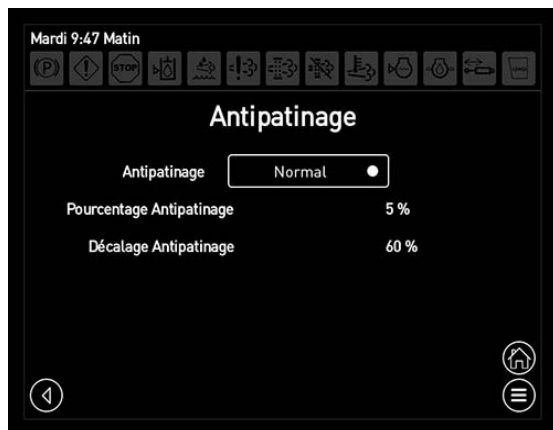 Mardi 9:47 Matin
(P) STOP
Antipatinage
Antipatinage Normal
Pourcentage Antipatinage 5 %
Décalage Antipatinage 60 %